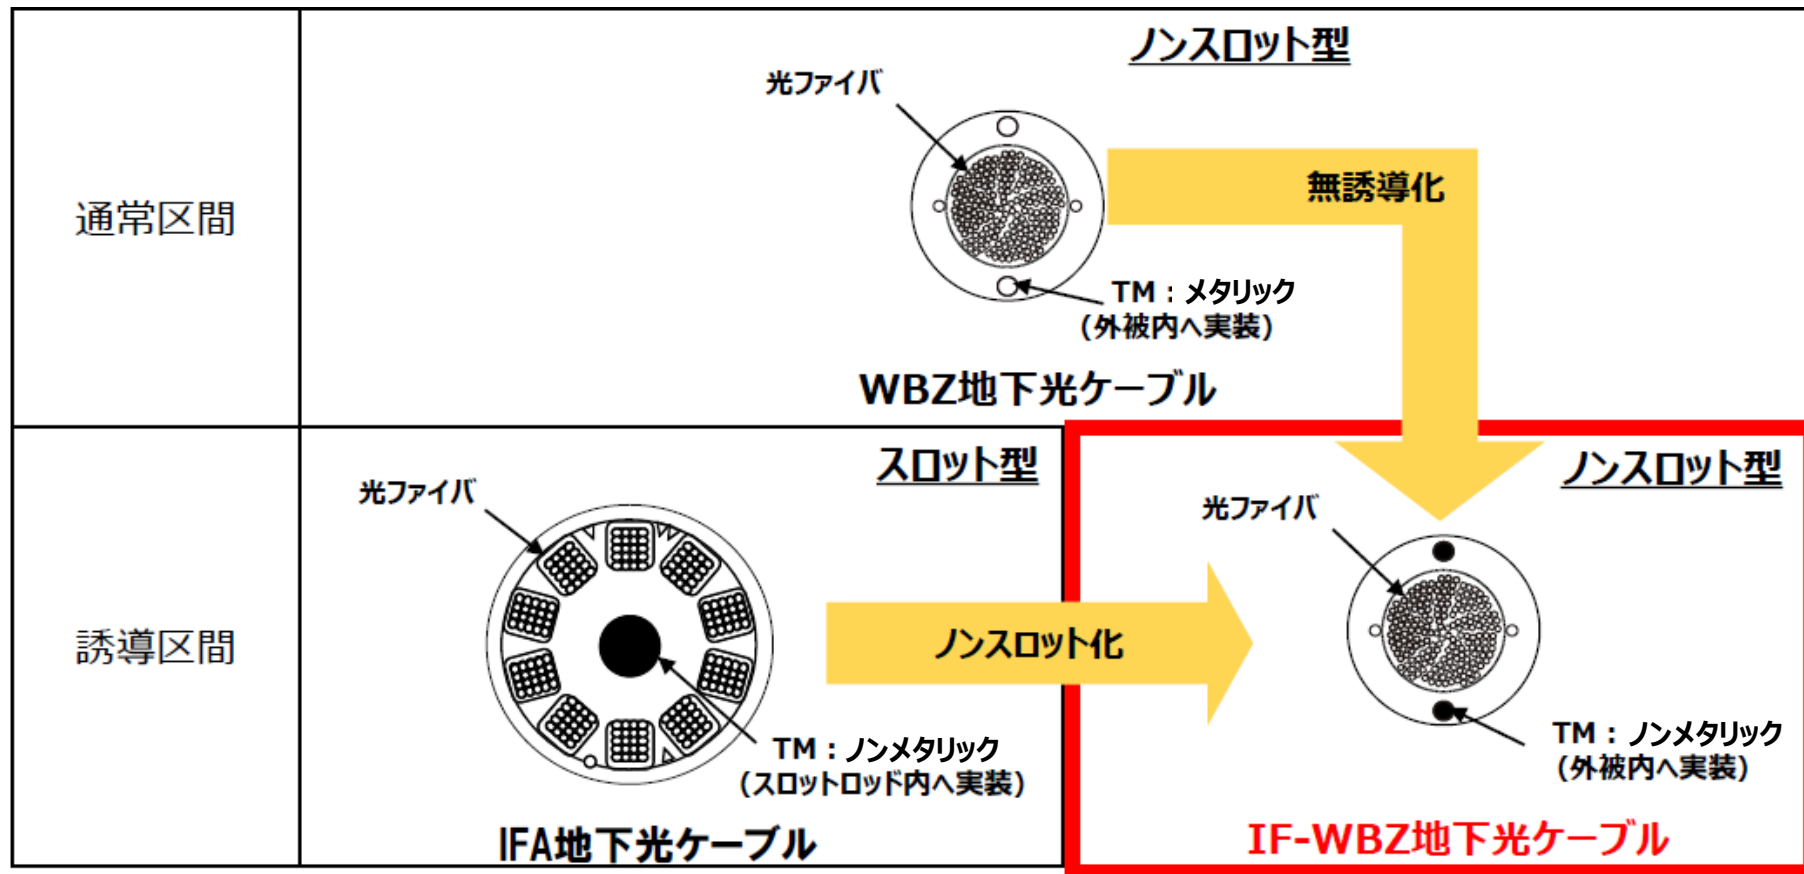 通常区間
ノンスロット型
光ファイバ
無誘導化
TM：メタリック
(外被内へ実装)
WBZ地下光ケーブル
誘導区間
スロット型
光ファイバ
TM：ノンメタリック
(スロットロッド内へ実装)
IFA地下光ケーブル
ノンスロット化
ノンスロット型
光ファイバ
TM：ノンメタリック
(外被内へ実装)
IF-WBZ地下光ケーブル